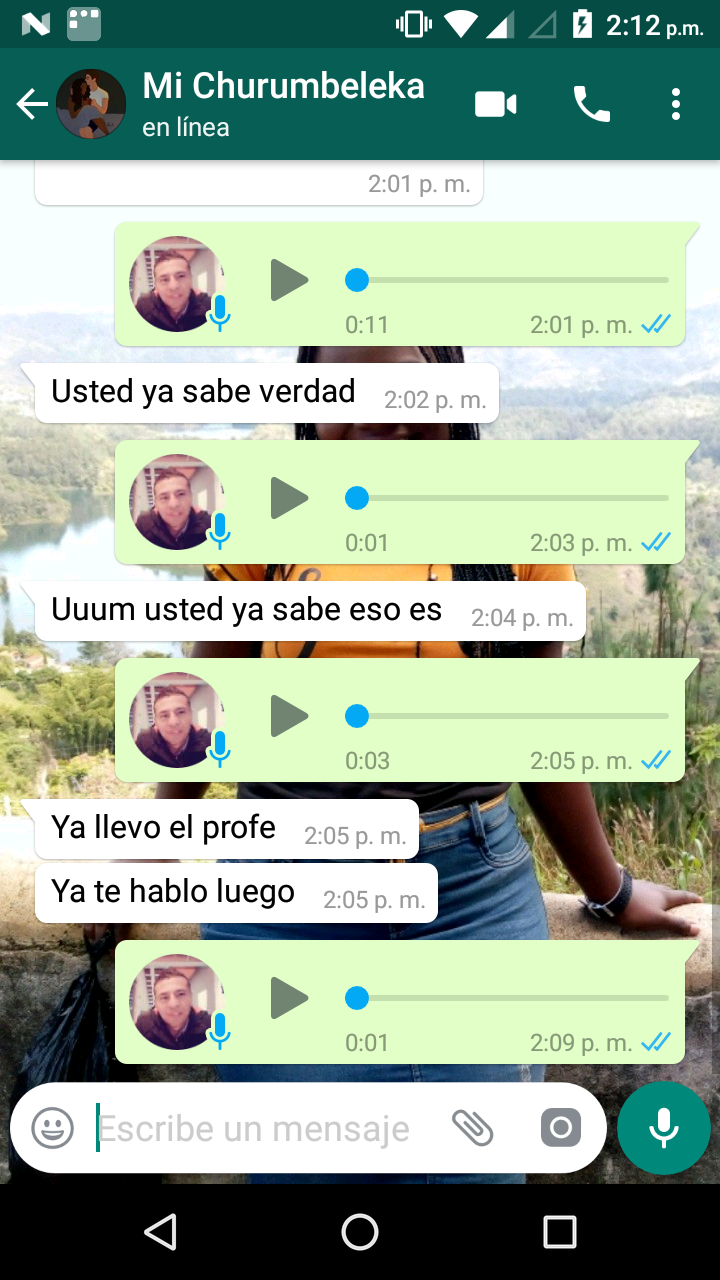 2:12 p.m.
Mi Churumbeleka
en línea
2:01 p. m.
0:11 2:01 p. m.
Usted ya sabe verdad 2:02 p. m.
0:01 2:03 p. m.
Uuum usted ya sabe eso es 2:04 p. m.
0:03 2:05 p. m.
Ya llevo el profe 2:05 p. m.
Ya te hablo luego 2:05 p. m.
0:01 2:09 p. m.
Escribe un mensaje